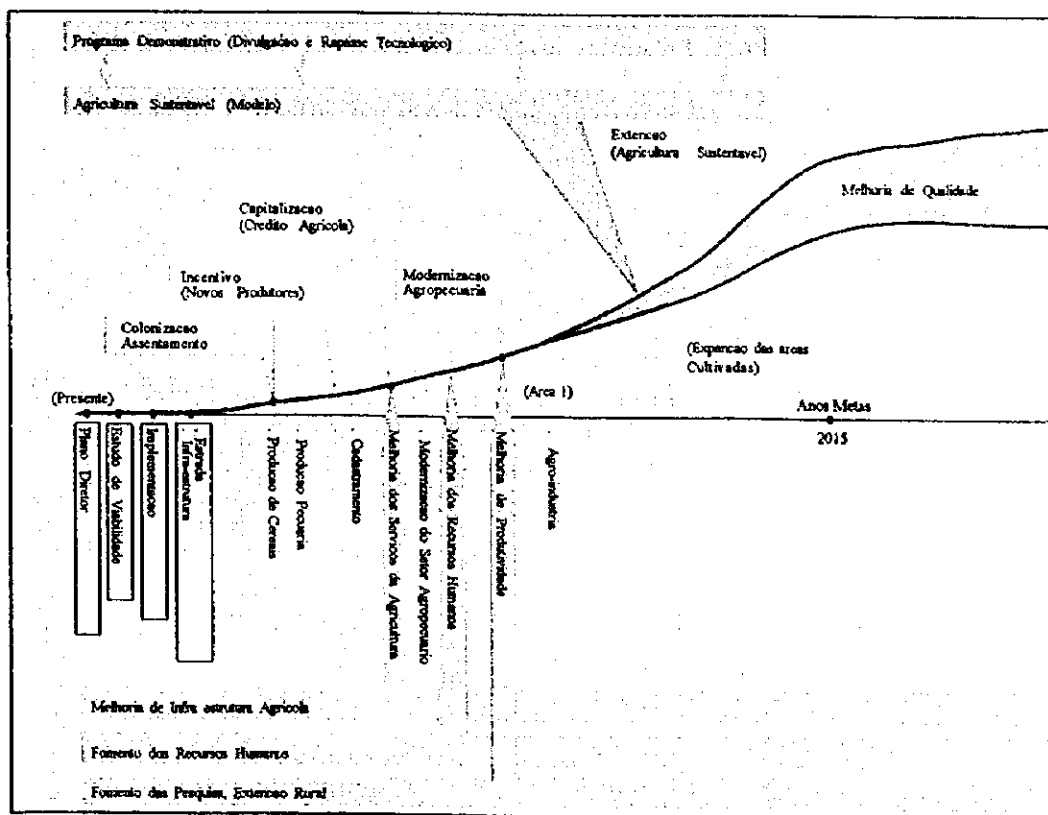 Programa Demonstrativo (Divulgacao e Repasse Tecnologico)
Agricultura Sustentavel (Modelo)
Extencao
(Agricultura Sustentavel)
Melhoria de Qualidade
Capitalizacao
(Credito Agricola)
Incentivo
(Novos Produtores)
Modernizacao
Agropecuaria
Colonizacao
Assentamento
(Expancao das areas
Cultivadas)
(Presente)
(Area 1)
Anos Metas
2015
Plano Diretor
Estudo de Viabilidade
Implementacao
Estrada
Infra-estrutura
Producao de Cereais
Producao Pecuaria
Cadastramento
Melhoria dos Servicos da Agricultura
Modernizacao do Setor Agropecuario
Melhoria dos Recursos Humanos
Melhoria de Produtividade
Agro-industria
Melhoria de Infra estrutura Agricola
Fomento dos Recursos Humanos
Fomento das Pesquisa, Extencao Rural